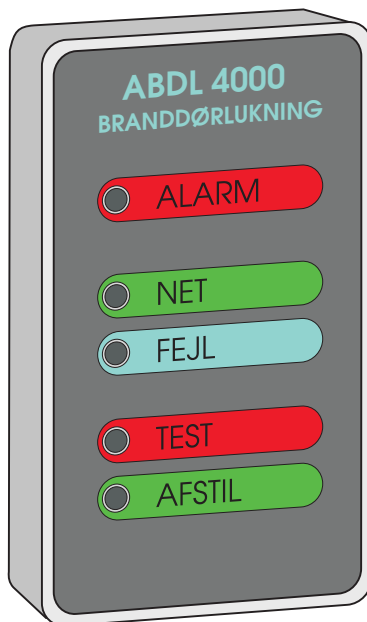 ABDL 4000
BRANDDØRLUKNING
ALARM
NET
FEJL
TEST
AFSTIL